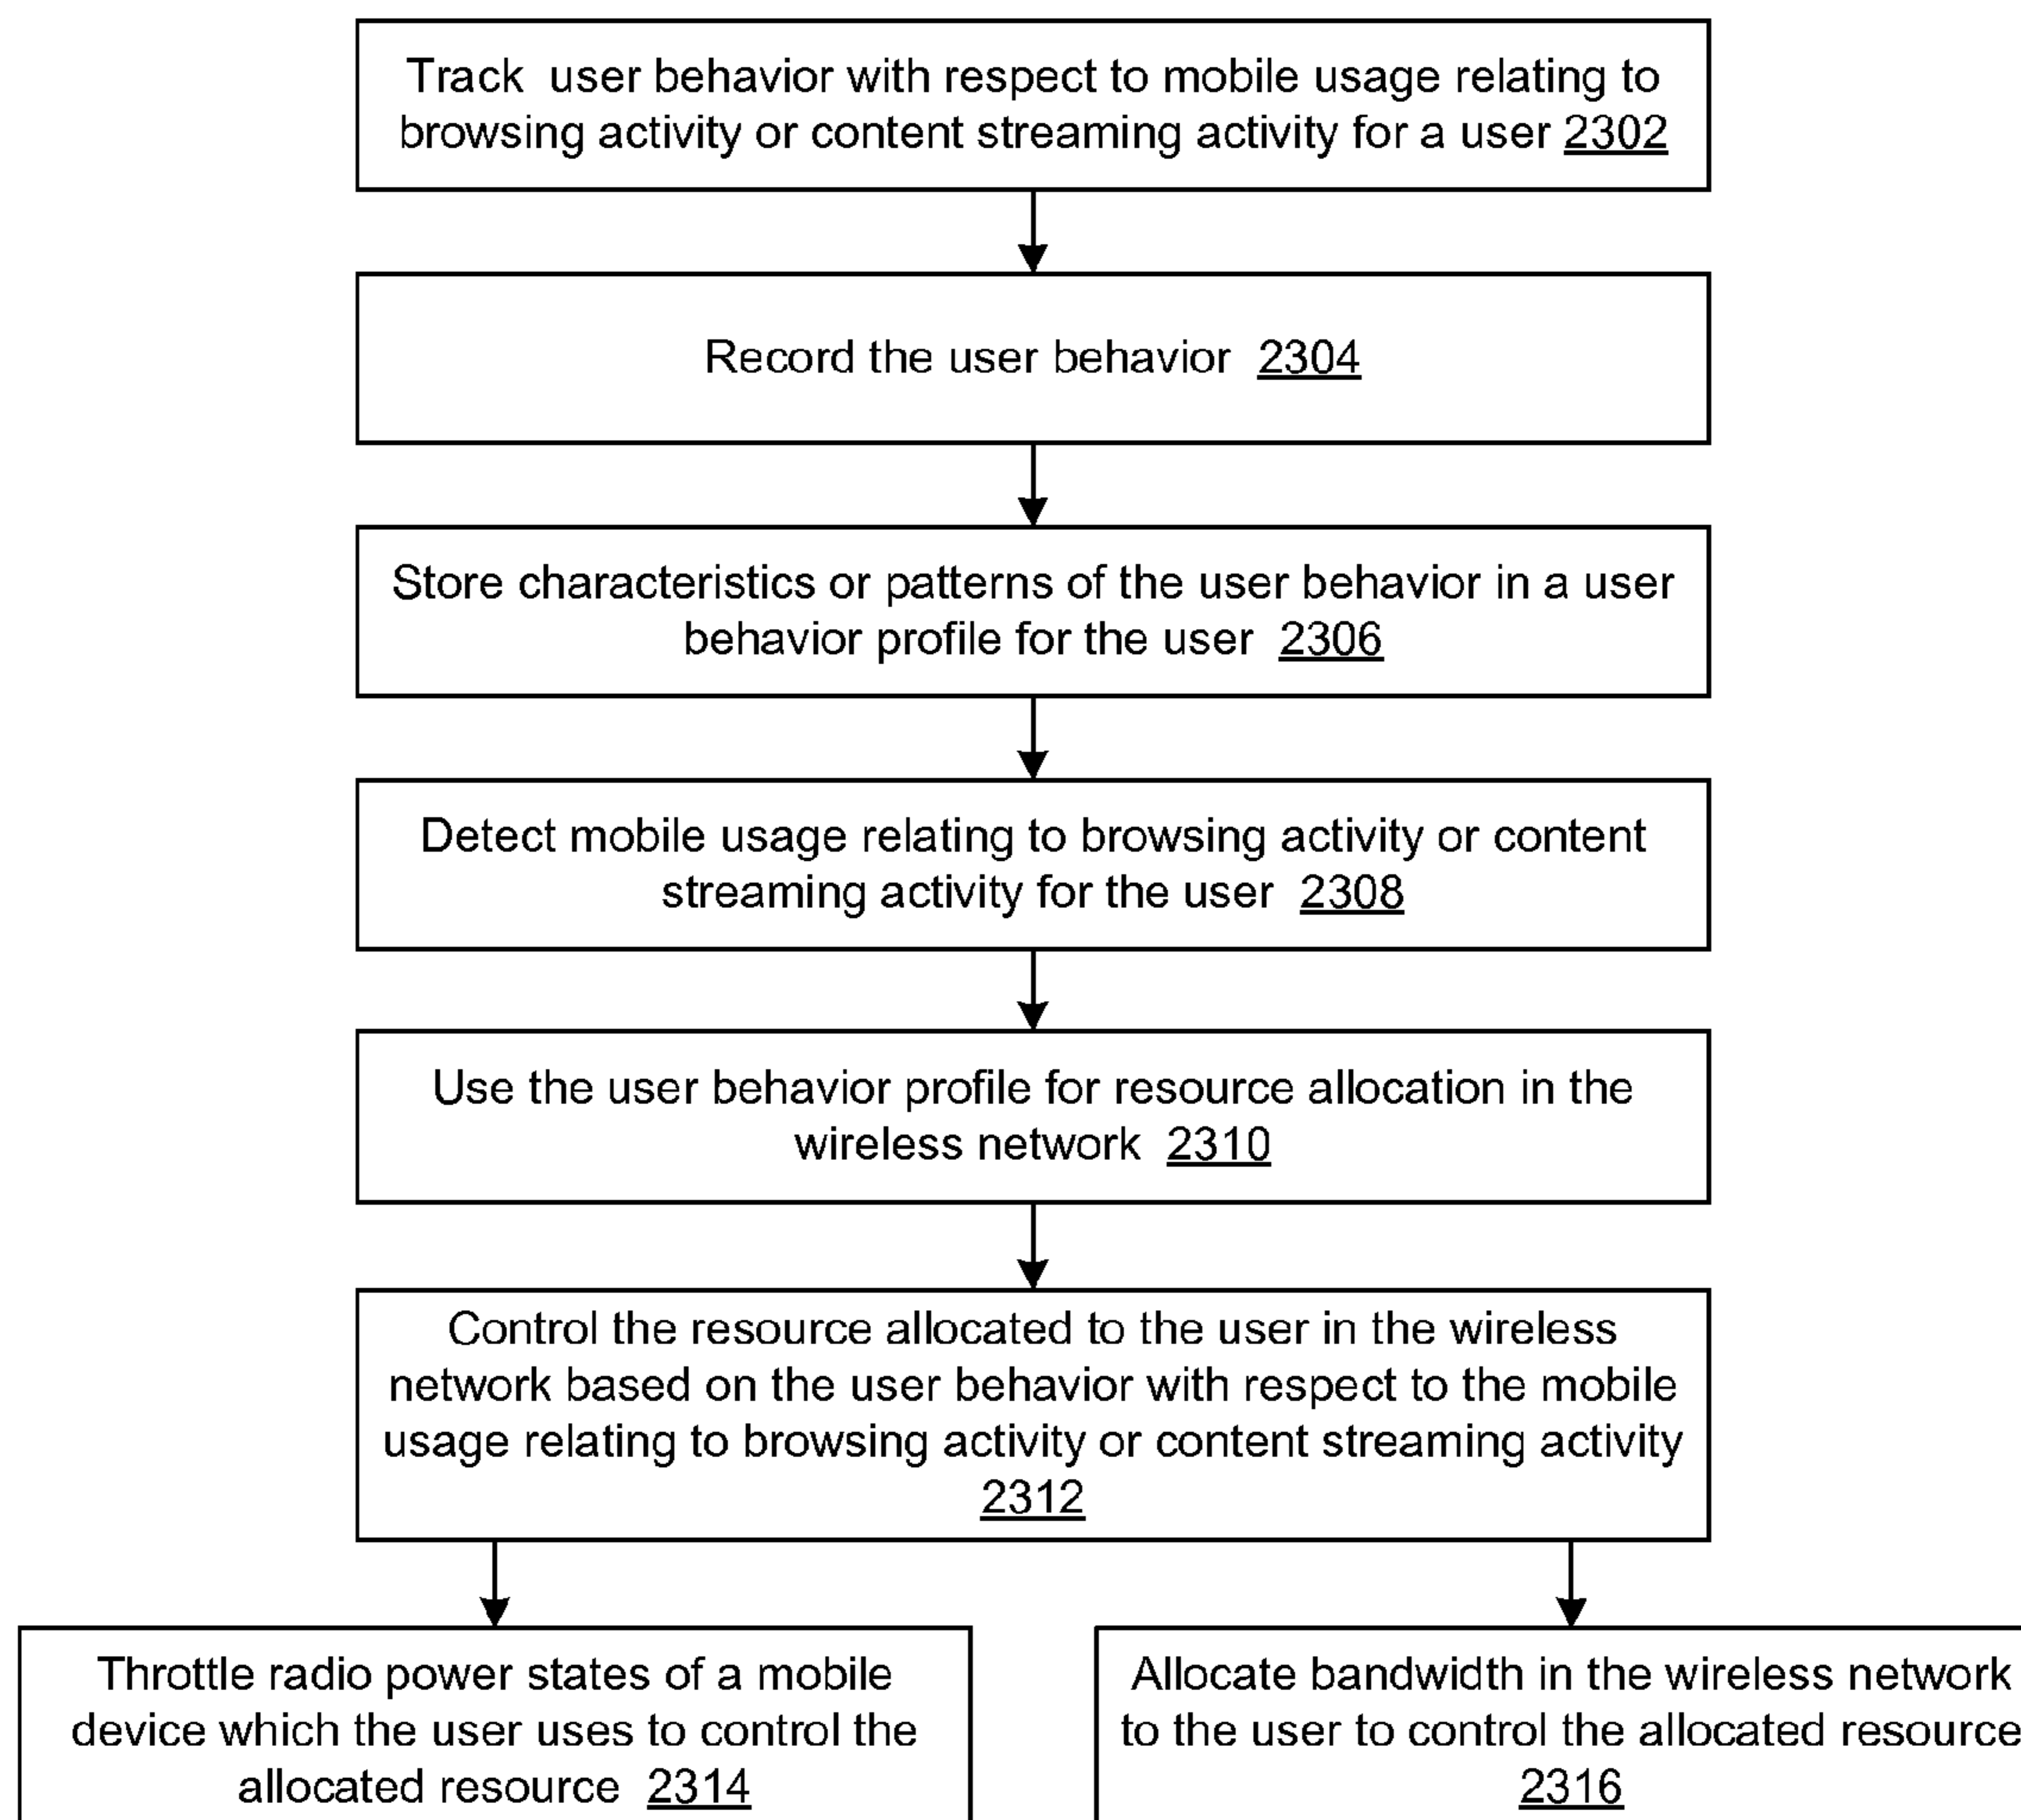 Track user behavior with respect to mobile usage relating to
browsing activity or content streaming activity for a user 2302
Record the user behavior 2304
Store characteristics or patterns of the user behavior in a user
behavior profile for the user 2306
Detect mobile usage relating to browsing activity or content
streaming activity for the user 2308
Use the user behavior profile for resource allocation in the
wireless network 2310
Control the resource allocated to the user in the wireless
network based on the user behavior with respect to the mobile
usage relating to browsing activity or content streaming activity
2312
Throttle radio power states of a mobile
device which the user uses to control the
allocated resource 2314
Allocate bandwidth in the wireless network
to the user to control the allocated resource
2316